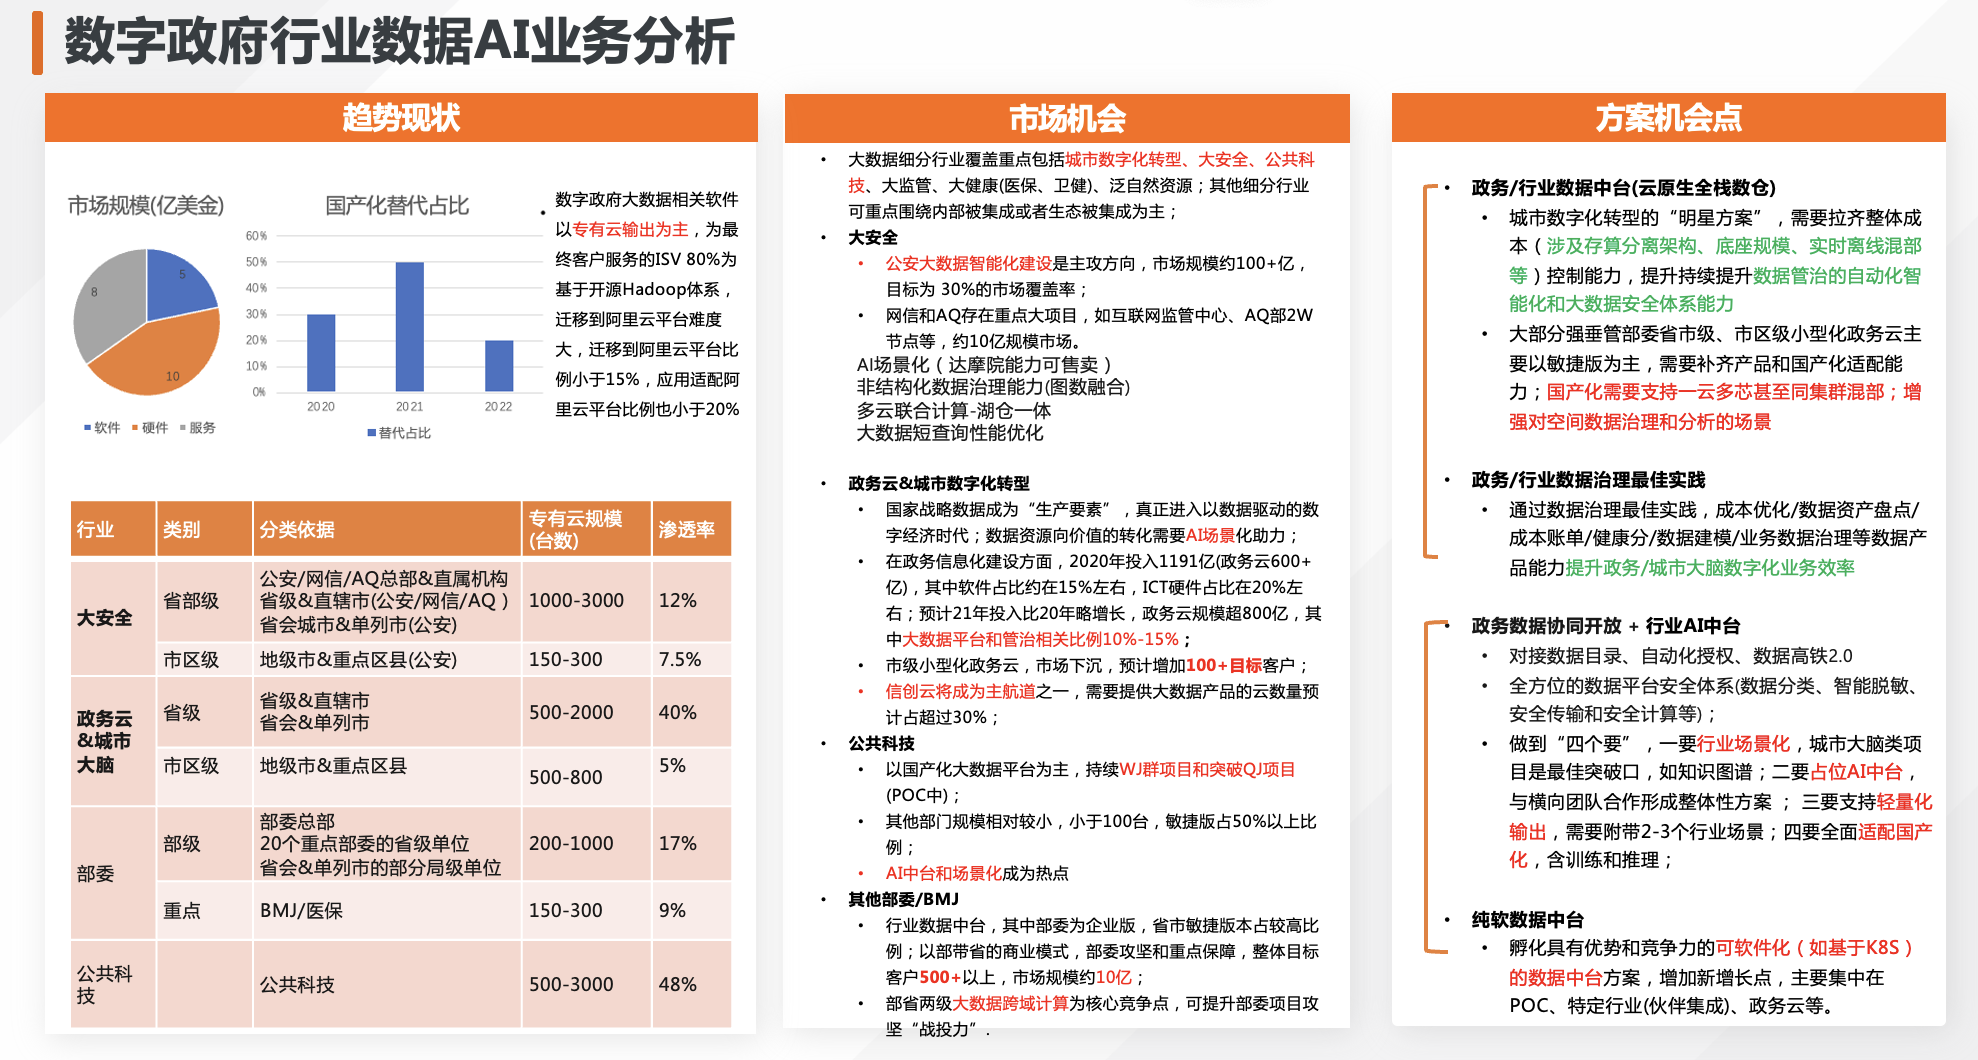 数字政府行业数据AI业务分析
趋势现状
市场规模(亿美金)
5
8
10
软件 硬件 服务
国产化替代占比
60%
50%
40%
30%
20%
10%
0%
2020 2021 2022
替代占比
• 数字政府大数据相关软件
以专有云输出为主，为最
终客户服务的ISV 80%为
基于开源Hadoop体系，
迁移到阿里云平台难度
大，迁移到阿里云平台比
例小于15%，应用适配阿
里云平台比例也小于20%
行业 类别 分类依据 专有云规模
(台数) 渗透率
大安全 省部级 公安/网信/AQ总部&直属机构
省级&直辖市(公安/网信/AQ）
省会城市&单列市(公安)
1000-3000 12%
市区级 地级市&重点区县(公安) 150-300 7.5%
政务云
&城市
大脑
省级 省级&直辖市
省会&单列市
500-2000 40%
市区级 地级市&重点区县 500-800 5%
部委 部级 部委总部
20个重点部委的省级单位
省会&单列市的部分局级单位
200-1000 17%
重点 BMJ/医保 150-300 9%
公共科
技
公共科技 500-3000 48%
市场机会
• 大数据细分行业覆盖重点包括城市数字化转型、大安全、公共科
技、大监管、大健康(医保、卫健)、泛自然资源；其他细分行业
可重点围绕内部被集成或者生态被集成为主；
• 大安全
• 公安大数据智能化建设是主攻方向，市场规模约100+亿，
目标为 30%的市场覆盖率；
• 网信和AQ存在重点大项目，如互联网监管中心、AQ部2W
节点等，约10亿规模市场。
AI场景化（达摩院能力可售卖）
非结构化数据治理能力(图数融合)
多云联合计算-湖仓一体
大数据短查询性能优化
• 政务云&城市数字化转型
• 国家战略数据成为“生产要素”，真正进入以数据驱动的数
字经济时代；数据资源向价值的转化需要AI场景化助力；
• 在政务信息化建设方面，2020年投入1191亿(政务云600+
亿)，其中软件占比约在15%左右，ICT硬件占比在20%左
右；预计21年投入比20年略增长，政务云规模超800亿，其
中大数据平台和管治相关比例10%-15%；
• 市级小型化政务云，市场下沉，预计增加100+目标客户；
• 信创云将成为主航道之一，需要提供大数据产品的云数量预
计占超过30%；
• 公共科技
• 以国产化大数据平台为主，持续WJ群项目和突破QJ项目
(POC中)；
• 其他部门规模相对较小，小于100台，敏捷版占50%以上比
例；
• AI中台和场景化成为热点
• 其他部委/BMJ
• 行业数据中台，其中部委为企业版，省市敏捷版本占较高比
例；以部带省的商业模式，部委攻坚和重点保障，整体目标
客户500+以上，市场规模约10亿；
• 部省两级大数据跨域计算为核心竞争点，可提升部委项目攻
坚“战投力”.
方案机会点
• 政务/行业数据中台(云原生全栈数仓)
• 城市数字化转型的“明星方案”，需要拉齐整体成
本（涉及存算分离架构、底座规模、实时离线混部
等）控制能力，提升持续提升数据管治的自动化智
能化和大数据安全体系能力
• 大部分强垂管部委省市级、市区级小型化政务云主
要以敏捷版为主，需要补齐产品和国产化适配能
力；国产化需要支持一云多芯甚至同集群混部；增
强对空间数据治理和分析的场景
• 政务/行业数据治理最佳实践
• 通过数据治理最佳实践，成本优化/数据资产盘点/
成本账单/健康分/数据建模/业务数据治理等数据产
品能力提升政务/城市大脑数字化业务效率
• 政务数据协同开放 + 行业AI中台
• 对接数据目录、自动化授权、数据高铁2.0
• 全方位的数据平台安全体系(数据分类、智能脱敏、
安全传输和安全计算等)；
• 做到“四个要”，一要行业场景化，城市大脑类项
目是最佳突破口，如知识图谱；二要占位AI中台，
与横向团队合作形成整体性方案 ；三要支持轻量化
输出，需要附带2-3个行业场景；四要全面适配国产
化，含训练和推理；
• 纯软数据中台
• 孵化具有优势和竞争力的可软件化（如基于K8S）
的数据中台方案，增加新增长点，主要集中在
POC、特定行业(伙伴集成)、政务云等。